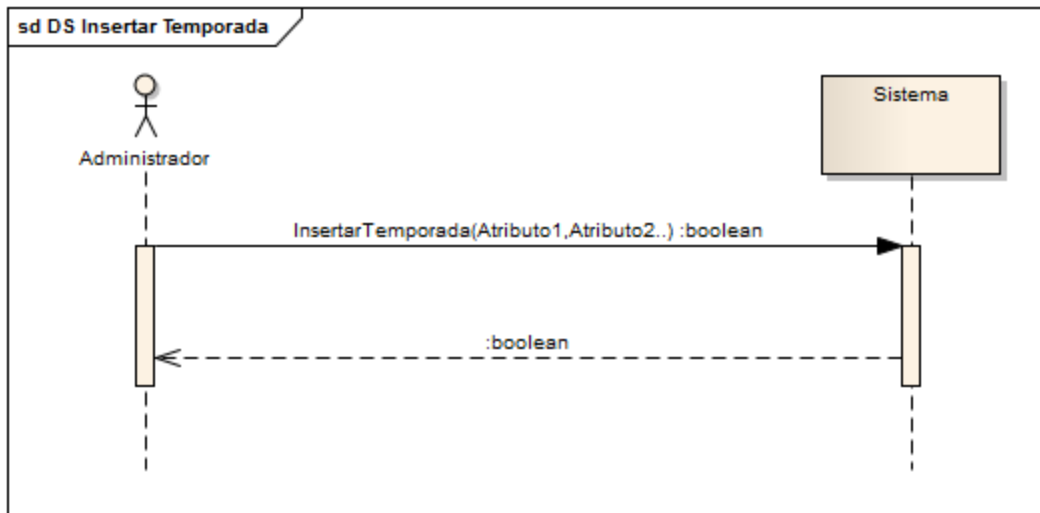 sd DS Insertar Temporada
Sistema
Administrador
InsertarTemporada(Atributo1,Atributo2..) :boolean
:boolean